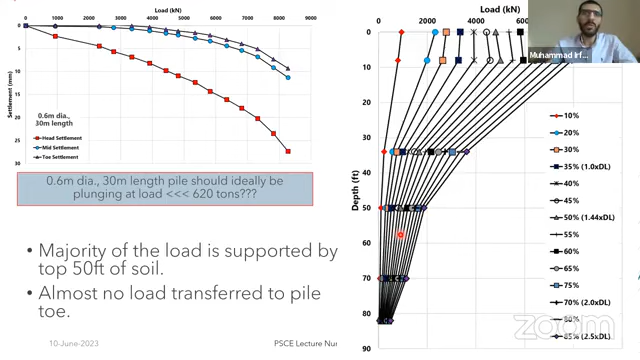 Load (kN)
0 1000 2000 3000 4000 5000 6000 7000 8000 9000
0
5
10
15
20
25
30
Settlement (mm)
0.6m dia.,
30m length
Head Settlement
Mid Settlement
Toe Settlement
0.6m dia., 30m length pile should ideally be
plunging at load <<< 620 tons???
• Majority of the load is supported by
top 50ft of soil.
• Almost no load transferred to pile
toe.
10-June-2023
PSCE Lecture Nur
Load (kN)
0 2000 4000
0
10
20
30
40
50
60
70
80
90
Depth (ft)
10%
20%
30%
35% (1.0xDL)
40%
45%
50% (1.44xDL)
55%
60%
65%
75%
70% (2.0xDL)
80%
85% (2.5xDL)
Muhammad Irf...
zoom